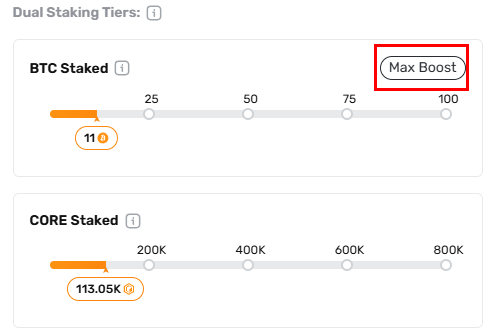 Dual Staking Tiers: i
BTC Staked i
Max Boost
25 50 75 100
11
CORE Staked i
200K 400K 600K 800K
113.05K